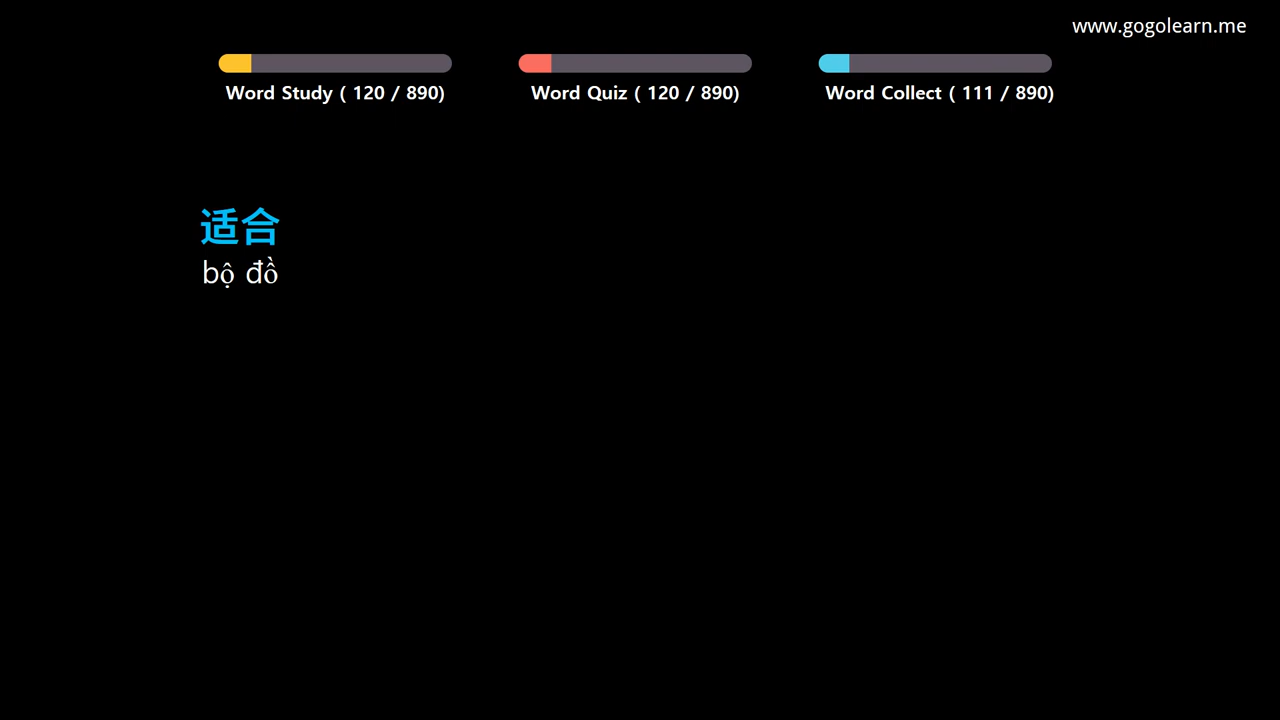 www.gogolearn.me
Word Study ( 120 / 890)
Word Quiz ( 120 / 890)
Word Collect ( 111 / 890)
适合
bộ đồ